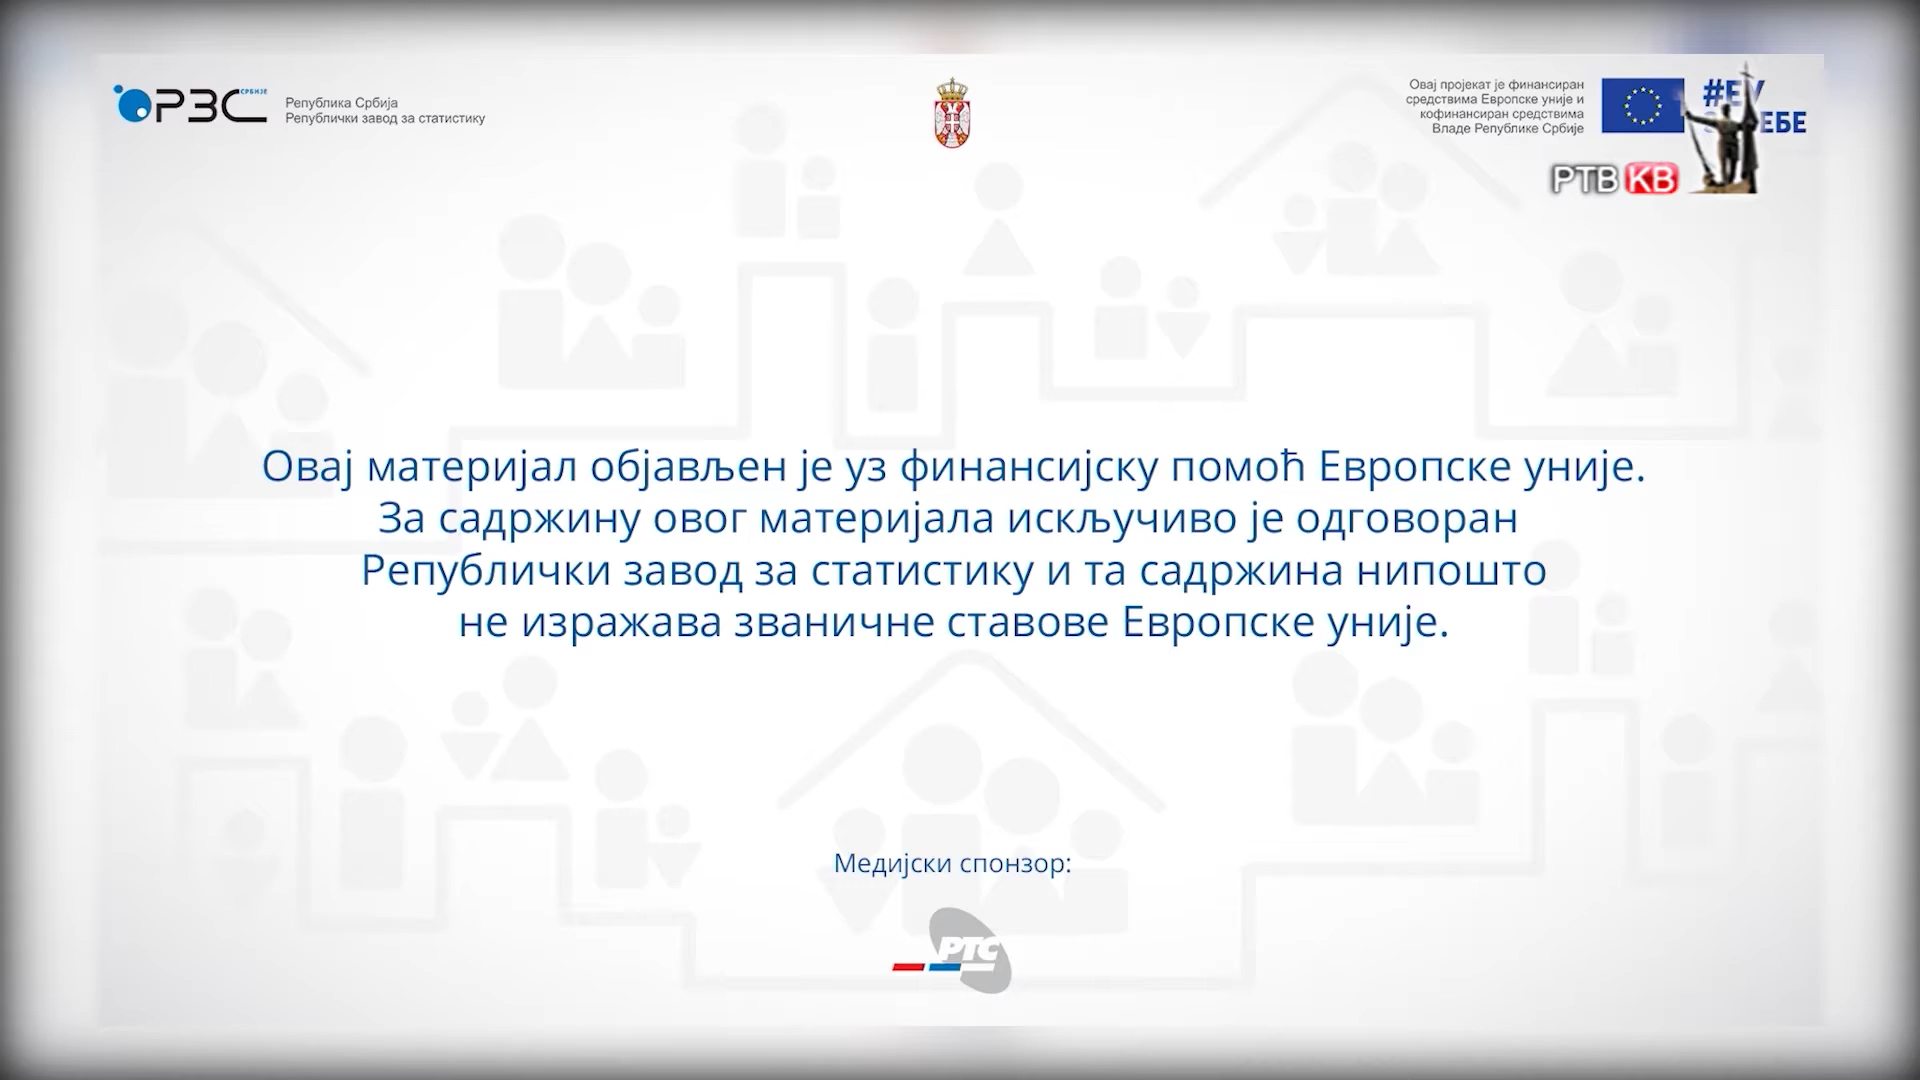 РЗС
СРБИЈЕ
Република Србија
Републички завод за статистику
Овај пројекат је финансиран
средствима Европске уније и
кофинансиран средствима
Владе Републике Србије
РТВ КВ
Овај материјал објављен је уз финансијску помоћ Европске уније.
За садржину овог материјала искључиво је одговоран
Републички завод за статистику и та садржина нипошто
не изражава званичне ставове Европске уније.
Медијски спонзор:
РТС